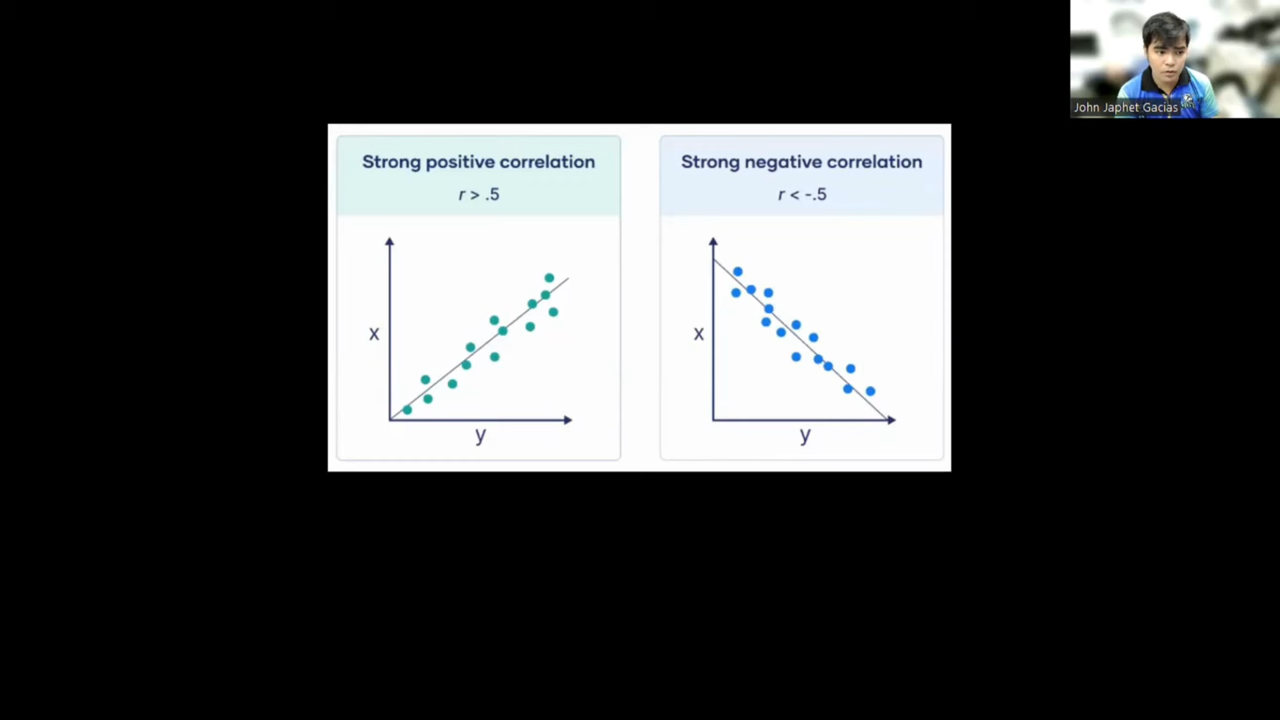 John Japhet Gacias
Strong positive correlation
r > .5
x
y
Strong negative correlation
r < -.5
x
y